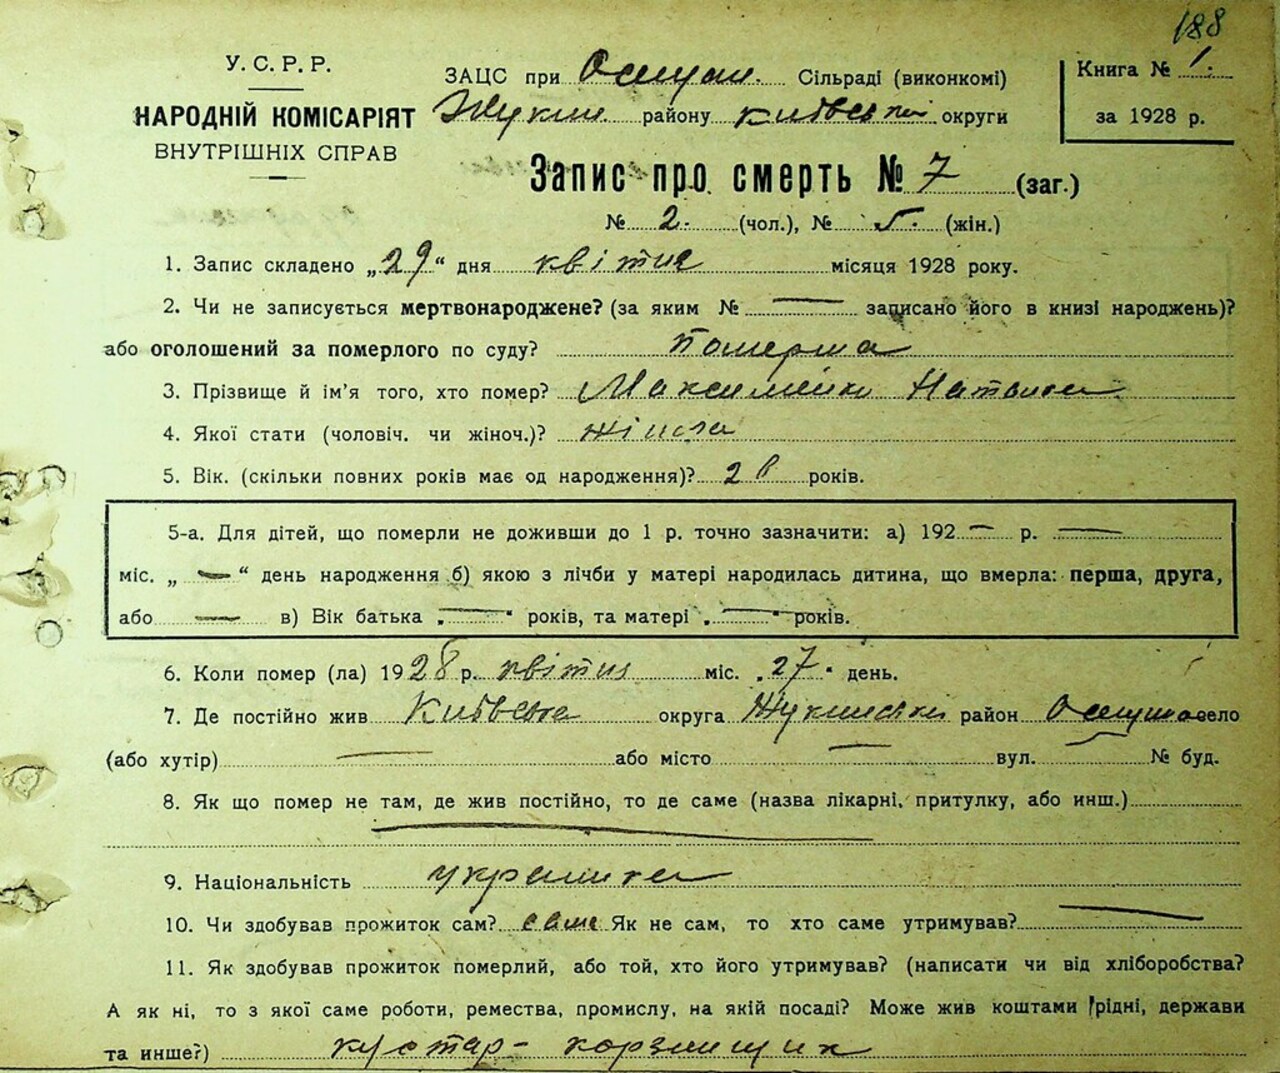 188
У. С. Р. Р.
НАРОДНІЙ КОМІСАРІЯТ
ВНУТРІШНІХ СПРАВ
ЗАЦС при Сільраді (виконкомі)
Жукин. району Київської округи
Книга № 1.
за 1928 р.
Запис про смерть № 7 (заг.)
№ 2. (чол.), № 5. (жін.)
1. Запис складено „29“ дня квітня місяця 1928 року.
2. Чи не записується мертвонароджене? (за яким № — записано його в книзі народжень)?
або оголошений за померлого по суду? померша
3. Прізвище й ім'я того, хто помер? Максименко
4. Якої стати (чоловіч. чи жіноч.)? жіноча
5. Вік. (скільки повних років має од народження)? років.
5-а. Для дітей, що померли не доживши до 1 р. точно зазначити: а) 192 — р. —
міс. „ — “ день народження б) якою з лічби у матері народилась дитина, що вмерла: перша, друга,
або — в) Вік батька „ — “ років, та матері „ — “ років.
6. Коли помер (ла) 1928 р. квітня міс. „27“ день.
7. Де постійно жив Київська округа Жукинський район село
(або хутір) — або місто — вул. — № буд.
8. Як що помер не там, де жив постійно, то де саме (назва лікарні, притулку, або инш.)
9. Національність украинка
10. Чи здобував прожиток сам? сама Як не сам, то хто саме утримував? —
11. Як здобував прожиток померлий, або той, хто його утримував? (написати чи від хліборобства?
А як ні, то з якої саме роботи, ремества, промислу, на якій посаді? Може жив коштами рідні, держави
та инше?) кустар- корзинщик